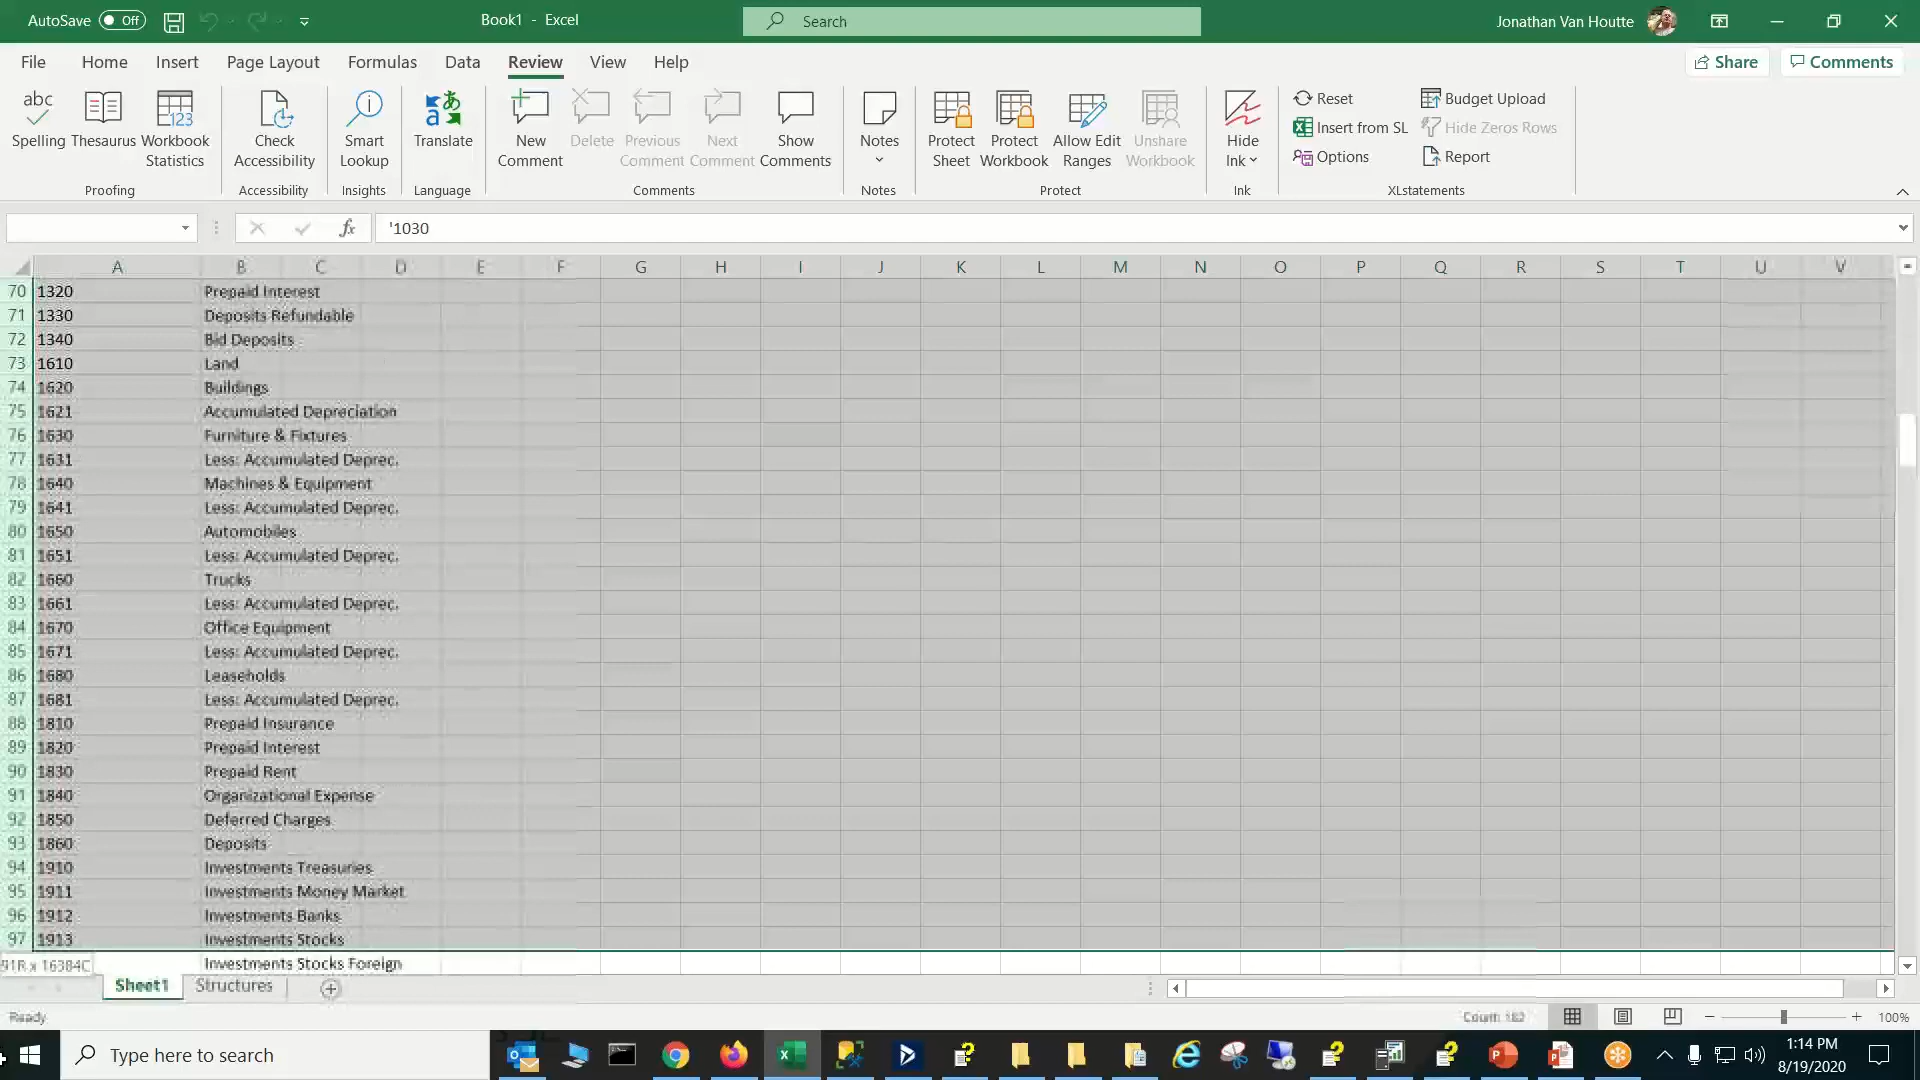 AutoSave Off Book1 - Excel Search Jonathan Van Houtte
File Home Insert Page Layout Formulas Data Review View Help Share Comments
abc Spelling Thesaurus Workbook Statistics Check Accessibility Smart Lookup Translate New Comment Delete Previous Comment Next Comment Show Comments Notes Protect Sheet Protect Workbook Allow Edit Ranges Unshare Workbook Hide Ink Reset Insert from SL Options Budget Upload Hide Zeros Rows Report
Proofing Accessibility Insights Language Comments Notes Protect Ink XLstatements
fx '1030
A B C D E F G H I J K L M N O P Q R S T U V
70 1320 Prepaid Interest
71 1330 Deposits Refundable
72 1340 Bid Deposits
73 1610 Land
74 1620 Buildings
75 1621 Accumulated Depreciation
76 1630 Furniture & Fixtures
77 1631 Less: Accumulated Deprec.
78 1640 Machines & Equipment
79 1641 Less: Accumulated Deprec.
80 1650 Automobiles
81 1651 Less: Accumulated Deprec.
82 1660 Trucks
83 1661 Less: Accumulated Deprec.
84 1670 Office Equipment
85 1671 Less: Accumulated Deprec.
86 1680 Leaseholds
87 1681 Less: Accumulated Deprec.
88 1810 Prepaid Insurance
89 1820 Prepaid Interest
90 1830 Prepaid Rent
91 1840 Organizational Expense
92 1850 Deferred Charges
93 1860 Deposits
94 1910 Investments Treasuries
95 1911 Investments Money Market
96 1912 Investments Banks
97 1913 Investments Stocks
91R x 16384C Investments Stocks Foreign
Sheet1 Structures
Ready Count: 182 100%
Type here to search 1:14 PM
8/19/2020